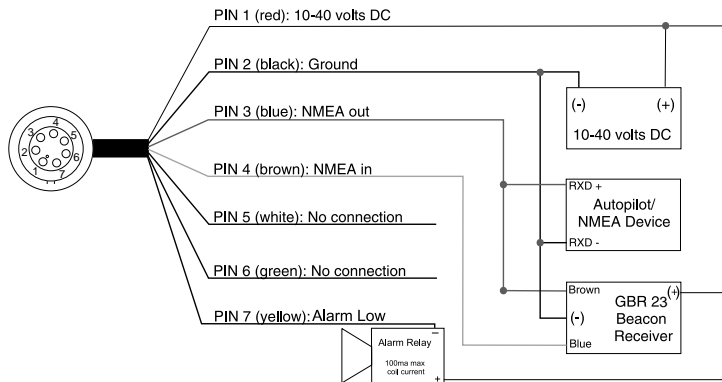 PIN 1 (red): 10-40 volts DC
PIN 2 (black): Ground
PIN 3 (blue): NMEA out
PIN 4 (brown): NMEA in
PIN 5 (white): No connection
PIN 6 (green): No connection
PIN 7 (yellow): Alarm Low
1
2
3
4
5
6
7
(-) (+)
10-40 volts DC
RXD +
Autopilot/
NMEA Device
RXD -
Brown
(+)
GBR 23
(-)
Beacon
Receiver
Blue
−
Alarm Relay
100ma max
coil current
+